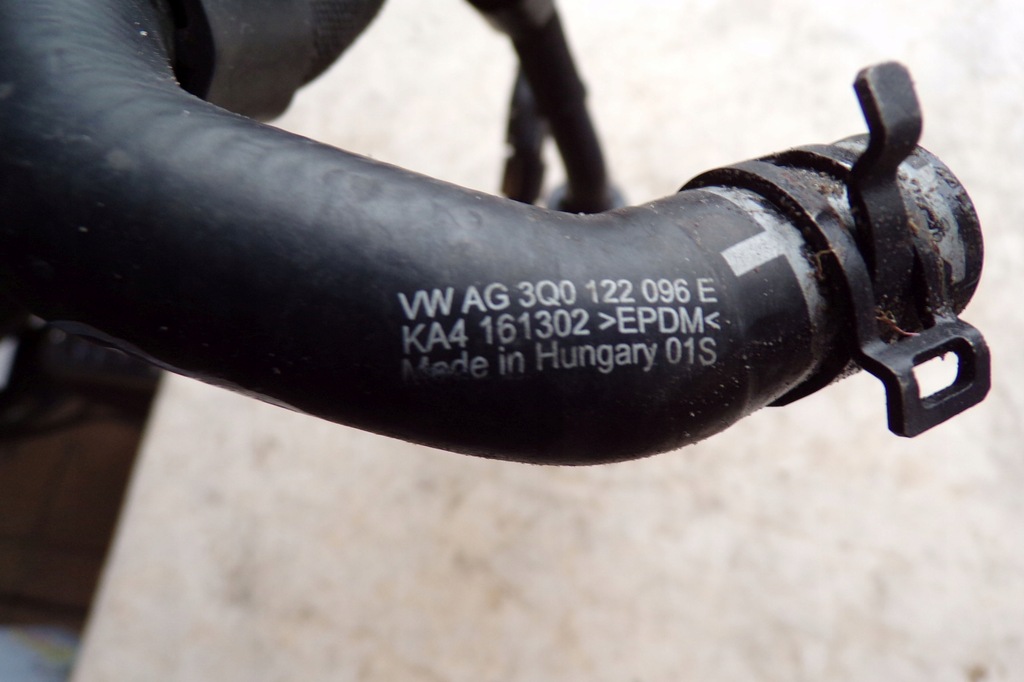 VW AG 3Q0 122 096 E
KA4 161302 >EPDM<
Made in Hungary 01S